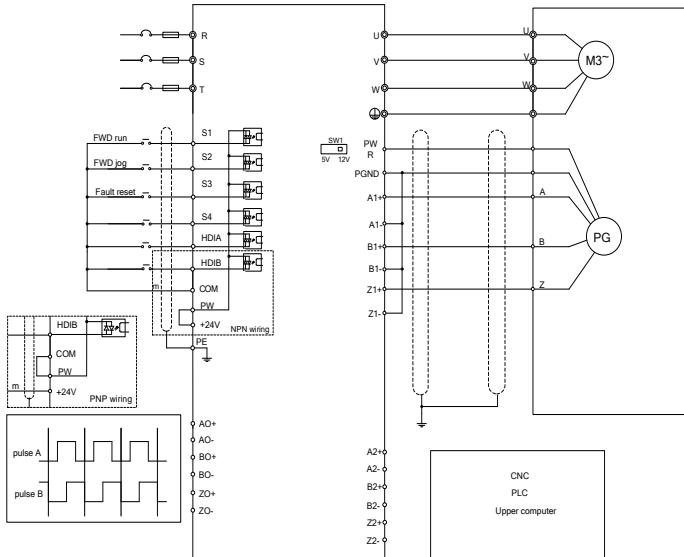 R
S
T
U
V
W
U
V
W
M3~
FWD run
FWD jog
Fault reset
S1
S2
S3
S4
HDIA
HDIB
COM
PW
+24V
NPN wiring
PE
m
SW1
5V 12V
PW
R
PGND
A1+
A1-
B1+
B1-
Z1+
Z1-
A
B
Z
PG
HDIB
COM
PW
+24V
m
PNP wiring
pulse A
pulse B
AO+
AO-
BO+
BO-
ZO+
ZO-
A2+
A2-
B2+
B2-
Z2+
Z2-
CNC
PLC
Upper computer